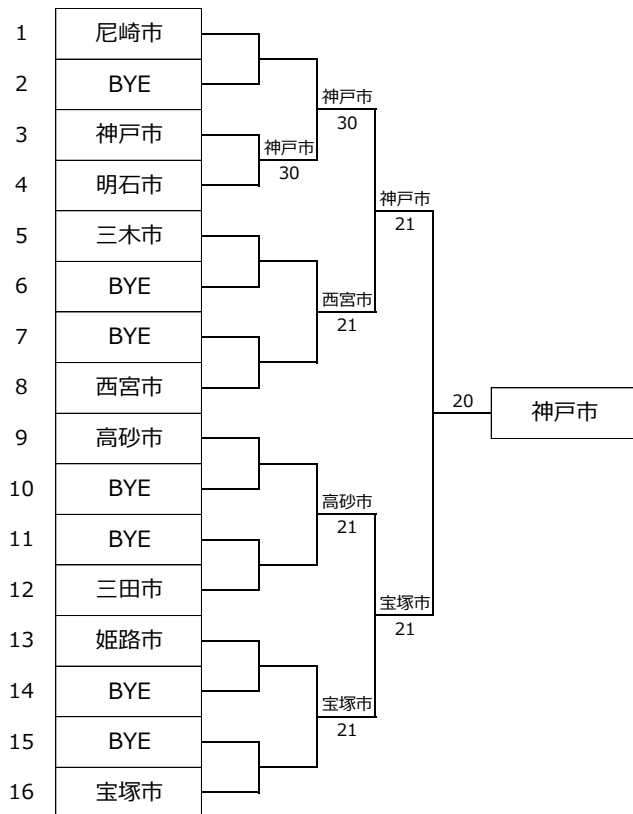 1 尼崎市
2 BYE
神戸市
30
3 神戸市
神戸市
30
4 明石市
神戸市
21
5 三木市
6 BYE
西宮市
21
7 BYE
8 西宮市
20 神戸市
9 高砂市
10 BYE
高砂市
21
11 BYE
12 三田市
宝塚市
21
13 姫路市
14 BYE
宝塚市
21
15 BYE
16 宝塚市